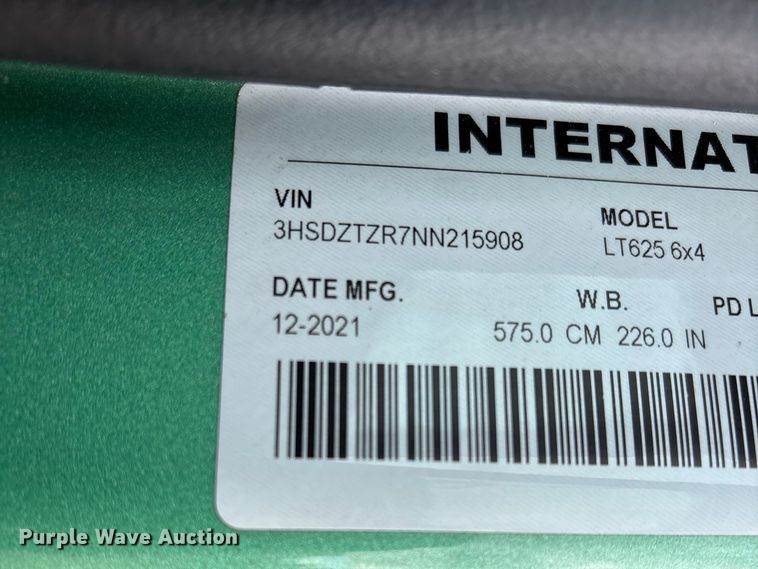 INTERNAT
VIN
3HSDZTZR7NN215908
MODEL
LT625 6x4
DATE MFG.
12-2021
W.B.
575.0 CM 226.0 IN
PD L
Purple Wave Auction